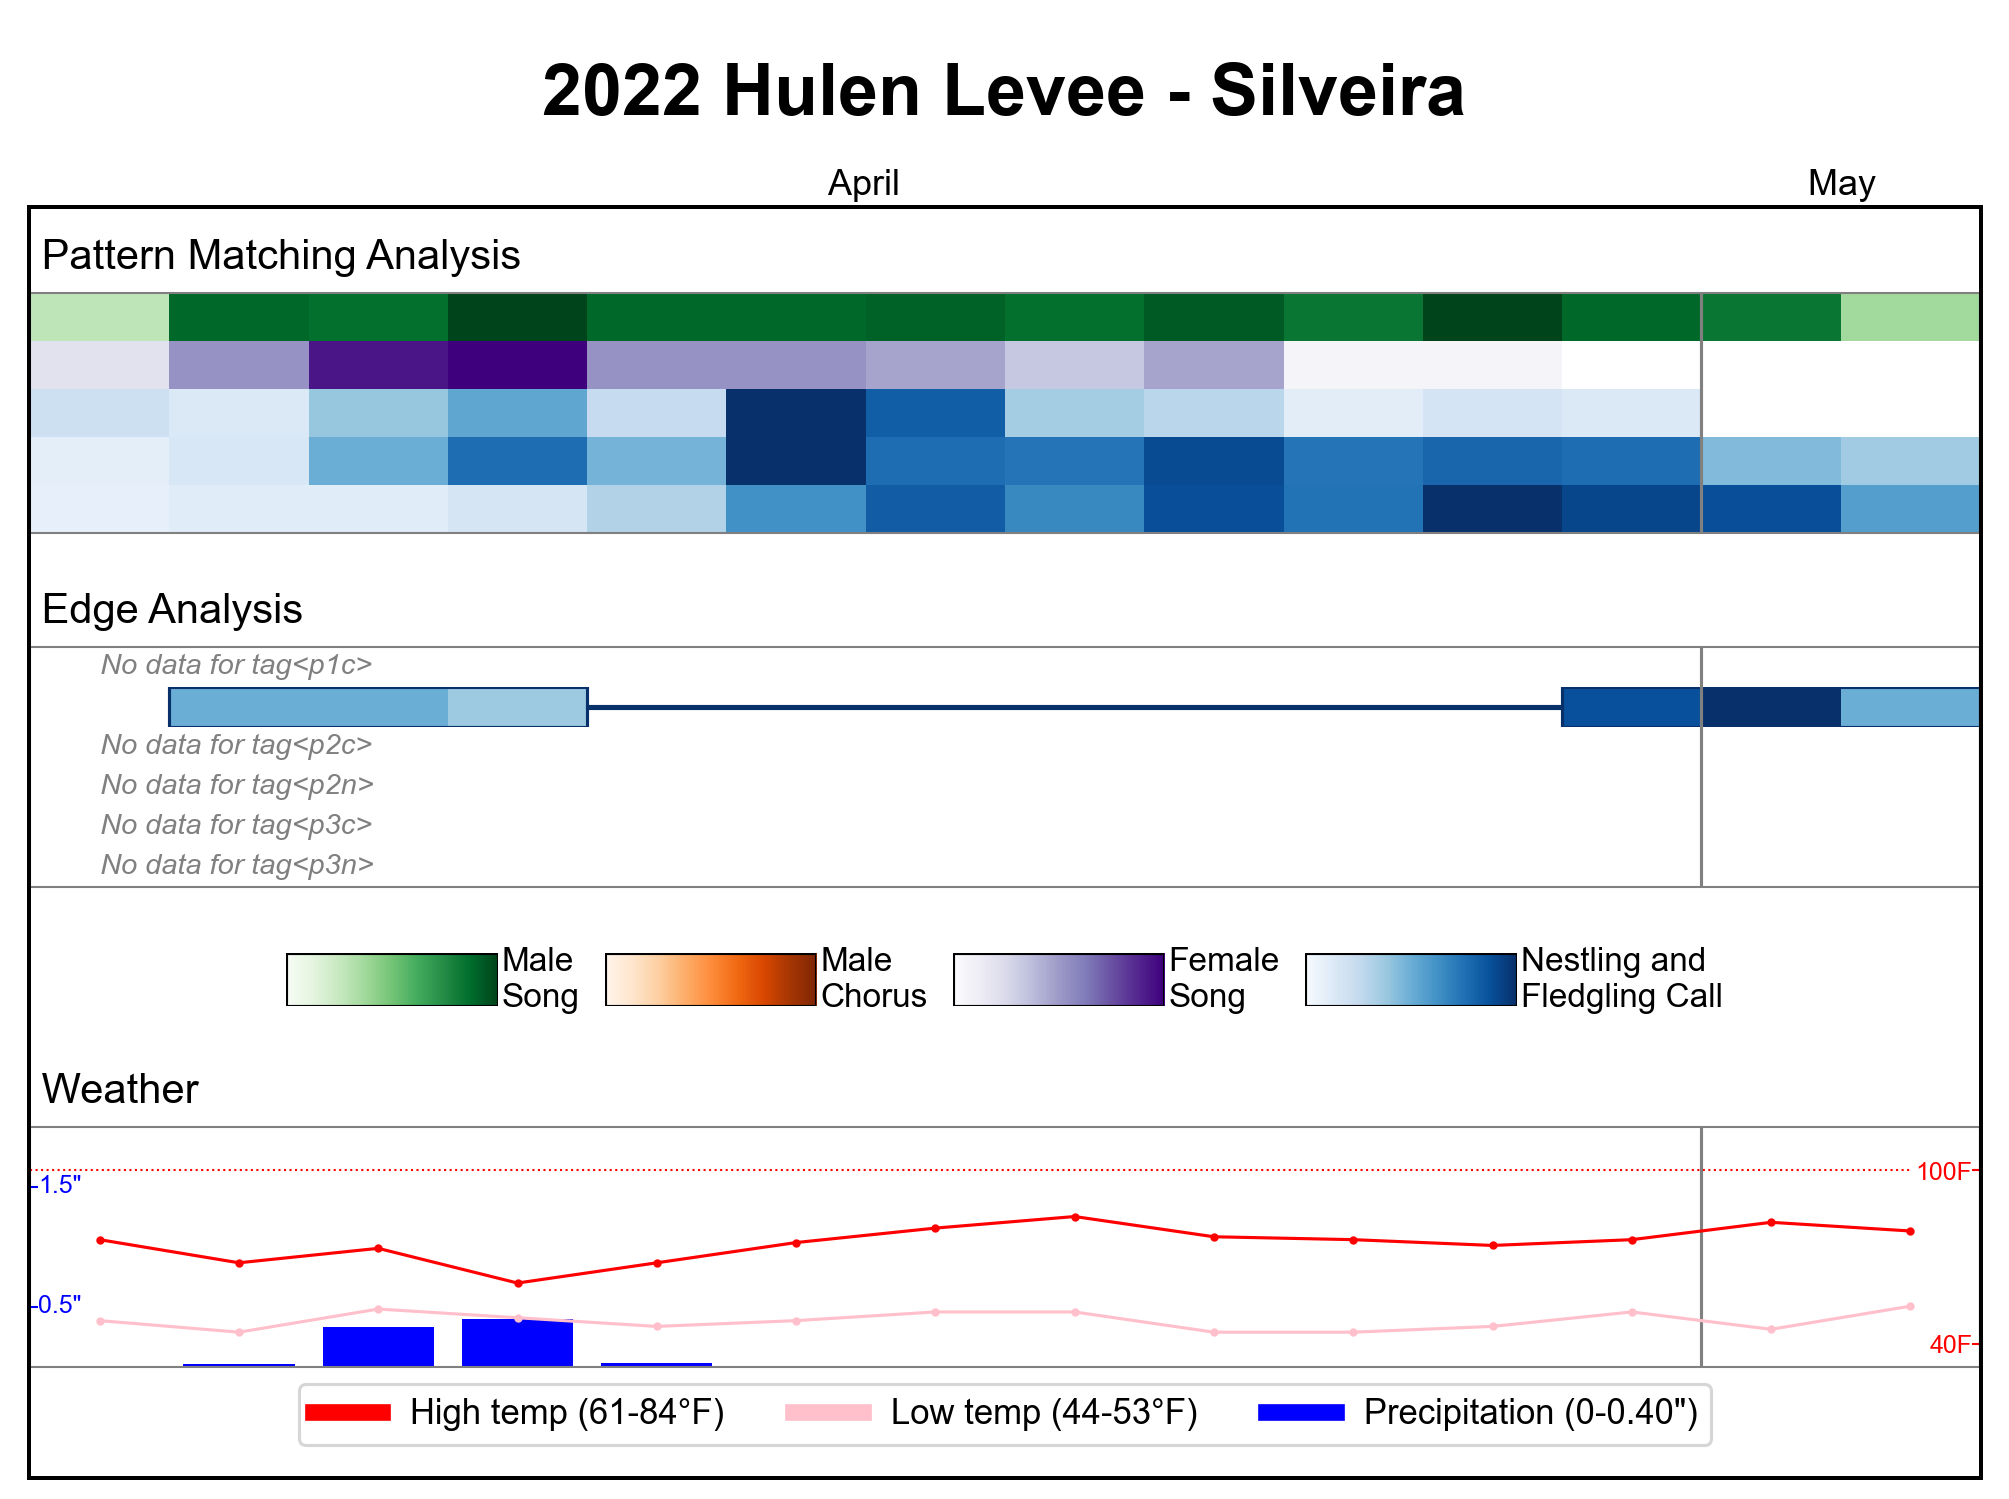 2022 Hulen Levee - Silveira
April May
Pattern Matching Analysis
Edge Analysis
No data for tag<p1c>
No data for tag<p2c>
No data for tag<p2n>
No data for tag<p3c>
No data for tag<p3n>
Male Song
Male Chorus
Female Song
Nestling and Fledgling Call
Weather
1.5"
100F
0.5"
40F
High temp (61-84°F) Low temp (44-53°F) Precipitation (0-0.40")